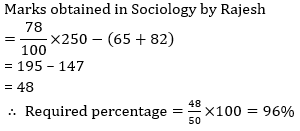 Marks obtained in Sociology by Rajesh
= 78/100 ×250 − (65 + 82)
= 195 – 147
= 48
∴ Required percentage = 48/50 ×100 = 96%